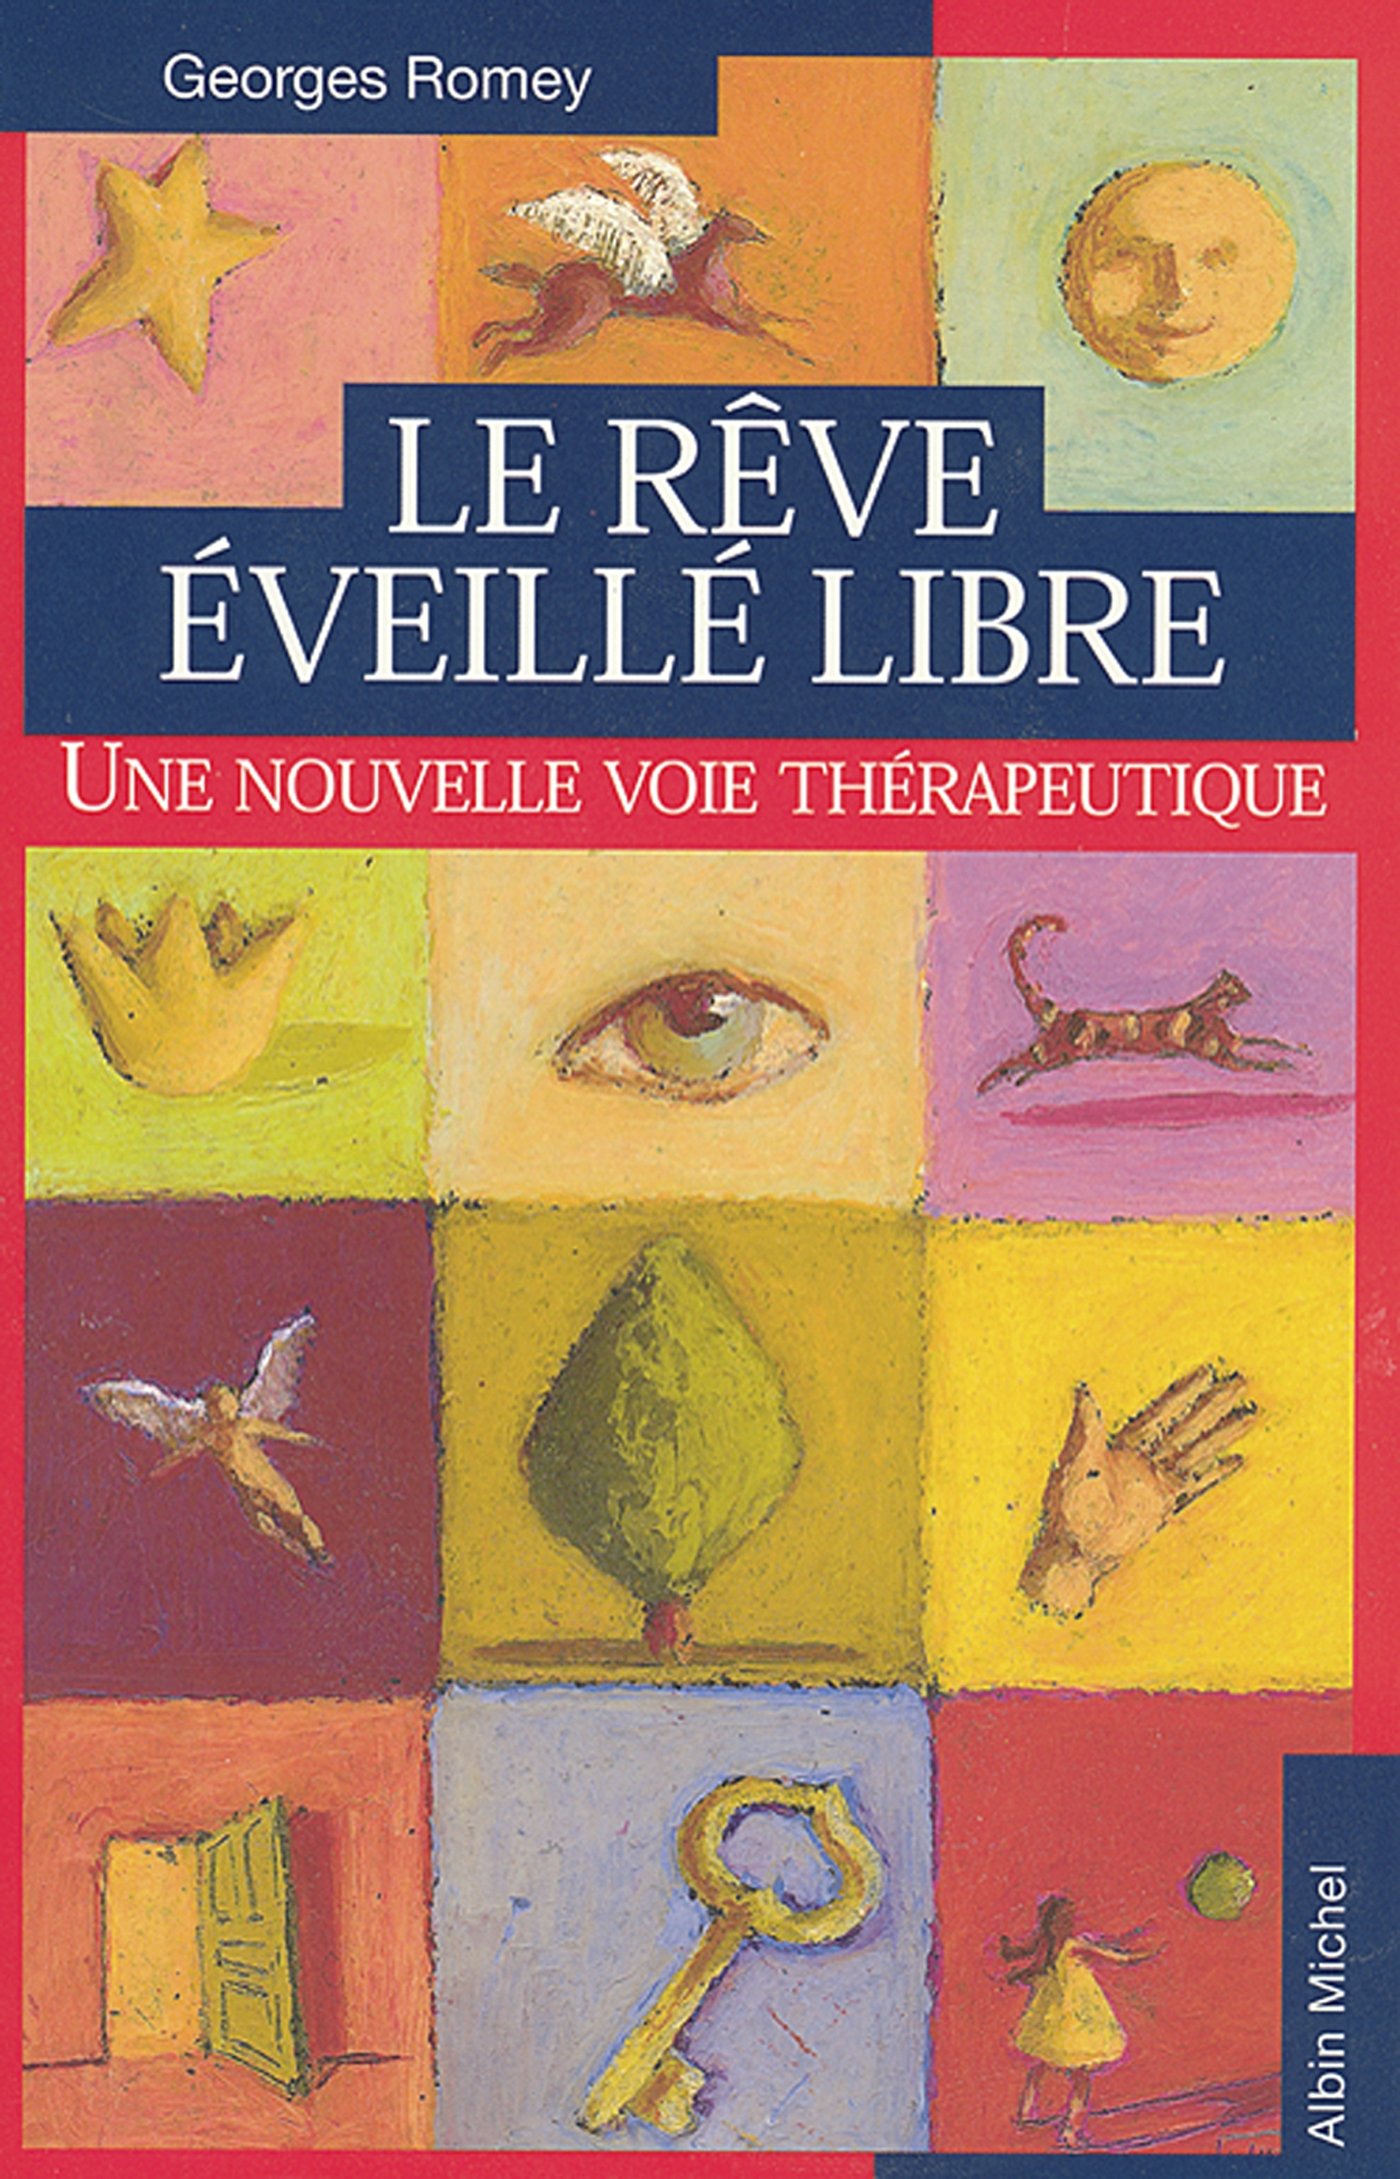 Georges Romey
LE RÊVE
ÉVEILLÉ LIBRE
UNE NOUVELLE VOIE THÉRAPEUTIQUE
Albin Michel